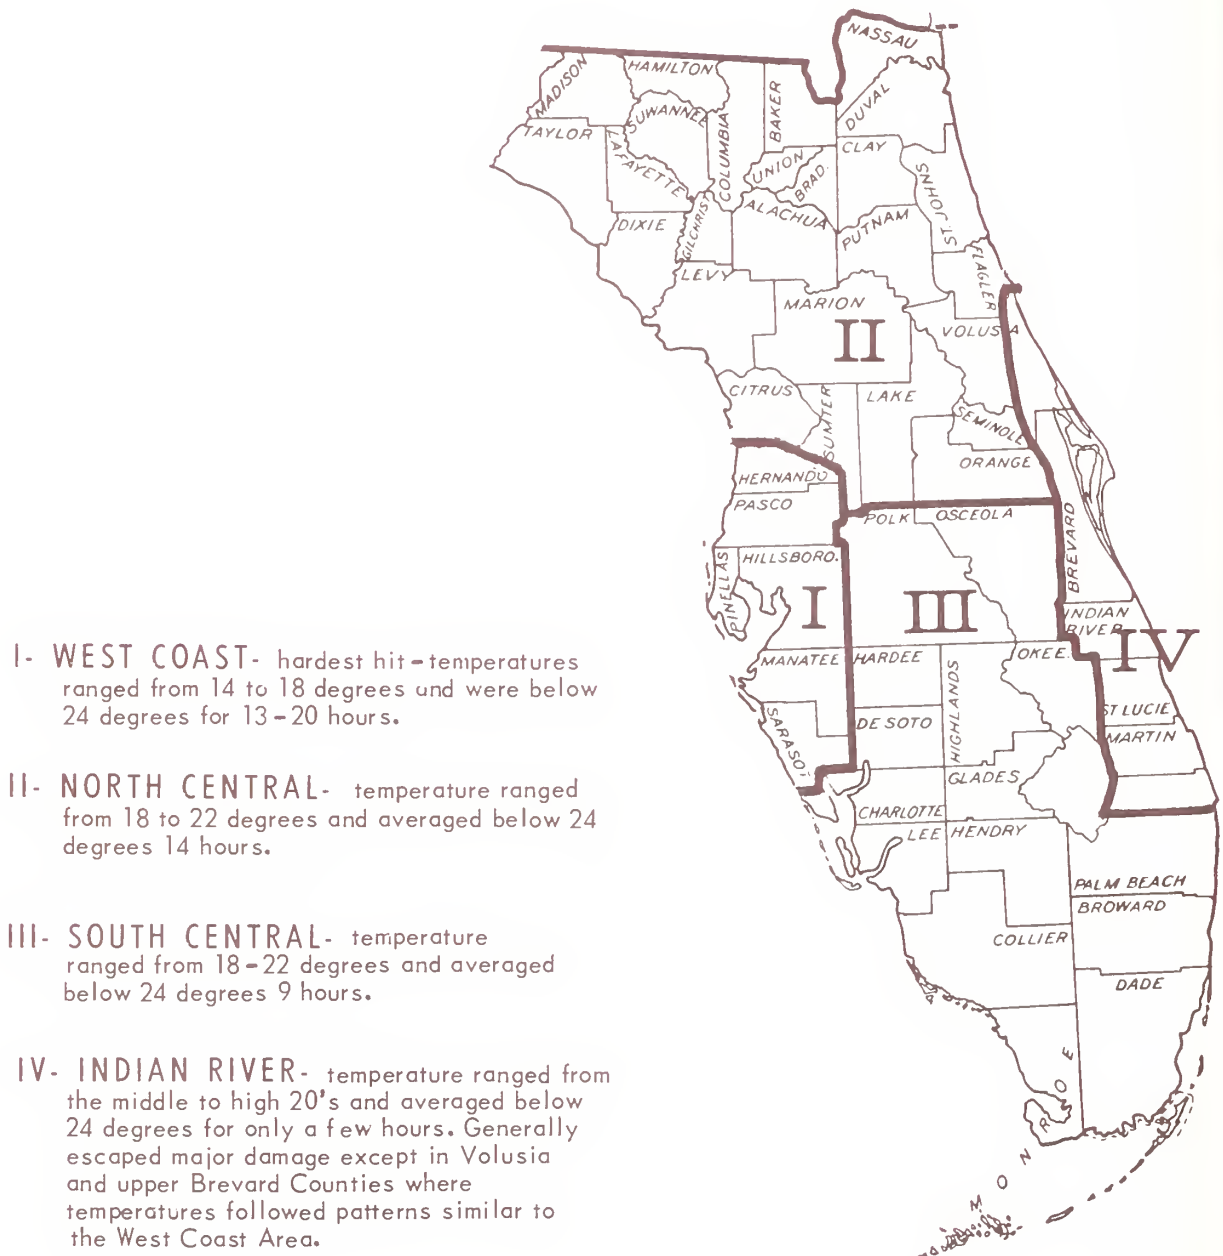 I- WEST COAST- hardest hit-temperatures
ranged from 14 to 18 degrees and were below
24 degrees for 13-20 hours.
II- NORTH CENTRAL- temperature ranged
from 18 to 22 degrees and averaged below 24
degrees 14 hours.
III- SOUTH CENTRAL- temperature
ranged from 18-22 degrees and averaged
below 24 degrees 9 hours.
IV- INDIAN RIVER- temperature ranged from
the middle to high 20's and averaged below
24 degrees for only a few hours. Generally
escaped major damage except in Volusia
and upper Brevard Counties where
temperatures followed patterns similar to
the West Coast Area.
NASSAU
MADISON
HAMILTON
BAKER
DUVAL
TAYLOR
SUWANNEE
LAFAYETTE
COLUMBIA
UNION
BRAD.
CLAY
ST. JOHNS
DIXIE
GILCHRIST
ALACHUA
PUTNAM
FLAGLER
LEVY
MARION
II
VOLUSIA
CITRUS
SUMTER
LAKE
SEMINOLE
ORANGE
HERNANDO
PASCO
POLK
OSCEOLA
BREVARD
PINELLAS
HILLSBORO.
I
III
INDIAN
RIVER
IV
MANATEE
HARDEE
HIGHLANDS
OKEE.
SARASOT
DE SOTO
ST LUCIE
MARTIN
GLADES
CHARLOTTE
LEE
HENDRY
PALM BEACH
BROWARD
COLLIER
DADE
MONROE